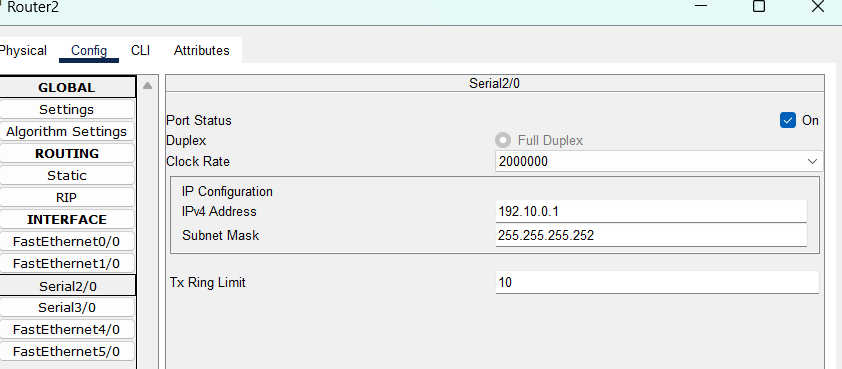 Router2
Physical Config CLI Attributes
GLOBAL
Settings
Algorithm Settings
ROUTING
Static
RIP
INTERFACE
FastEthernet0/0
FastEthernet1/0
Serial2/0
Serial3/0
FastEthernet4/0
FastEthernet5/0
Serial2/0
Port Status On
Duplex Full Duplex
Clock Rate 2000000
IP Configuration
IPv4 Address 192.10.0.1
Subnet Mask 255.255.255.252
Tx Ring Limit 10